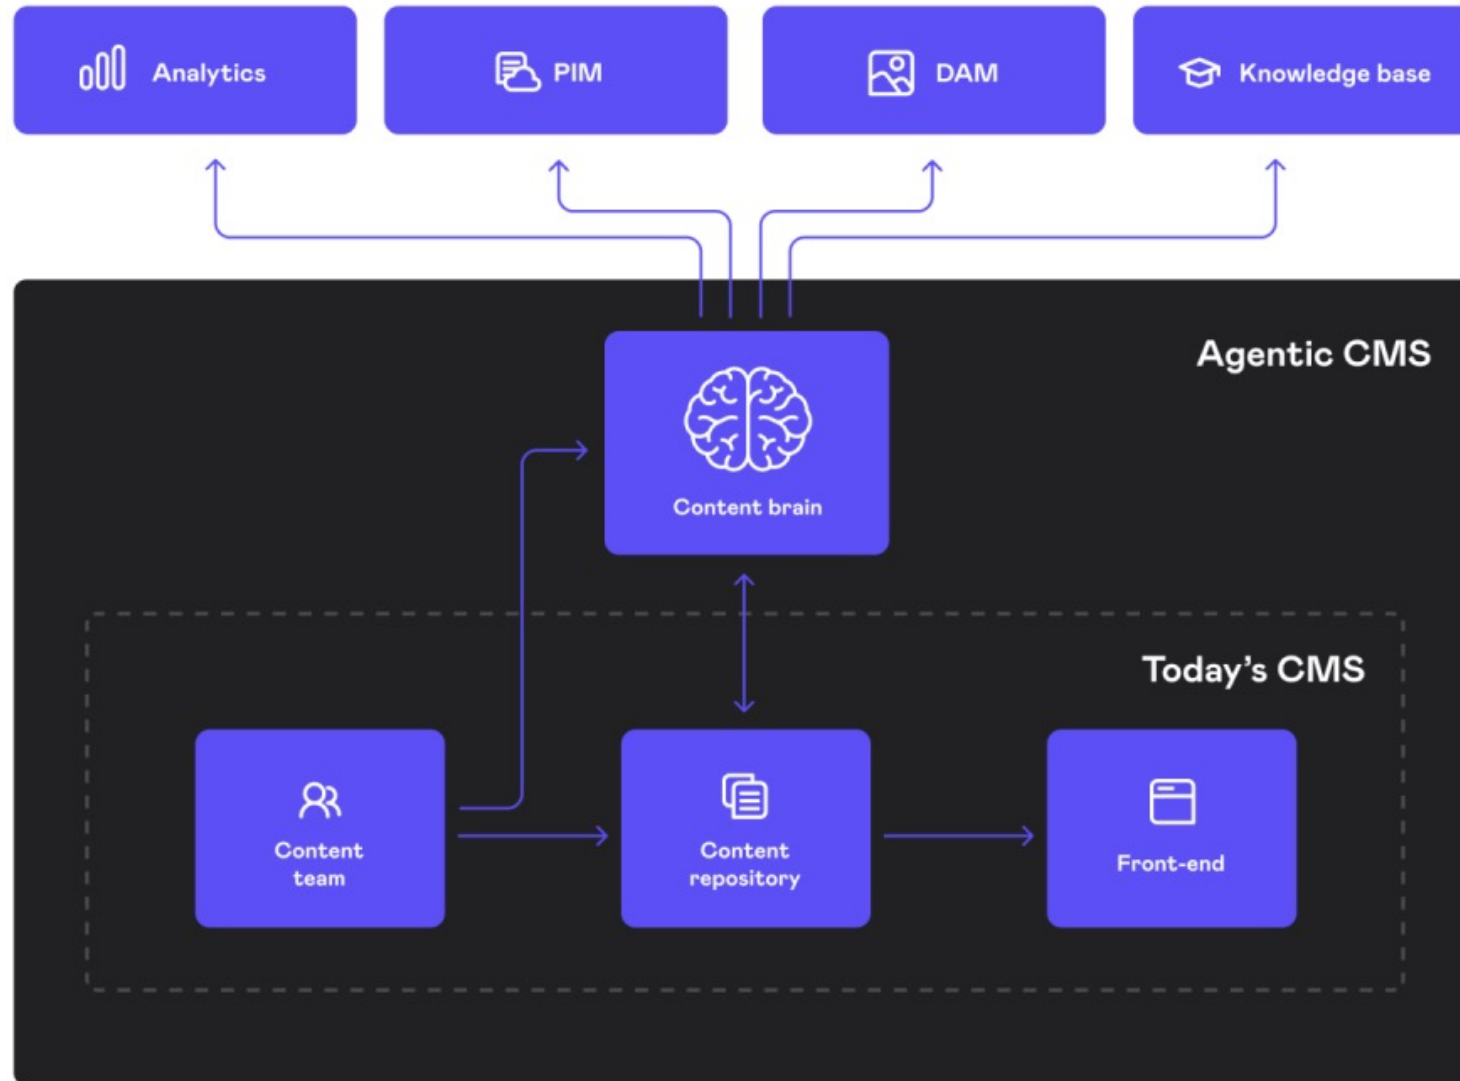 Analytics
PIM
DAM
Knowledge base
Agentic CMS
Content brain
Today’s CMS
Content
team
Content
repository
Front-end